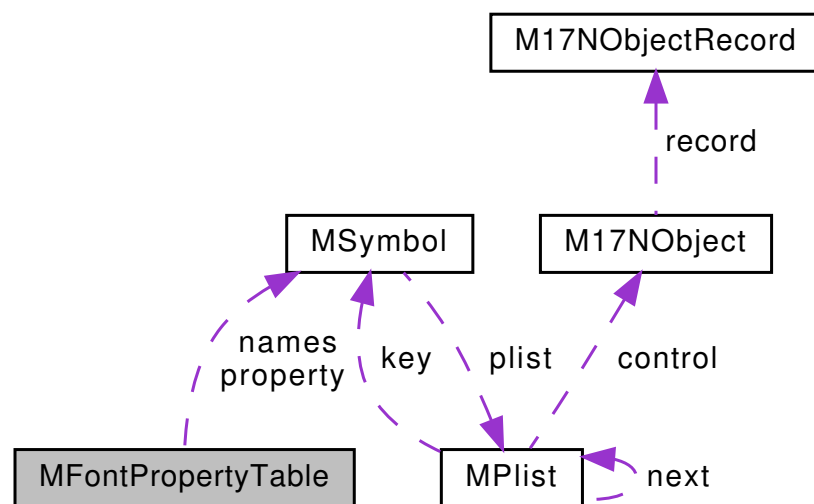 M17NObjectRecord
record
MSymbol
M17NObject
names
property
key
plist
control
MFontPropertyTable
MPlist
next